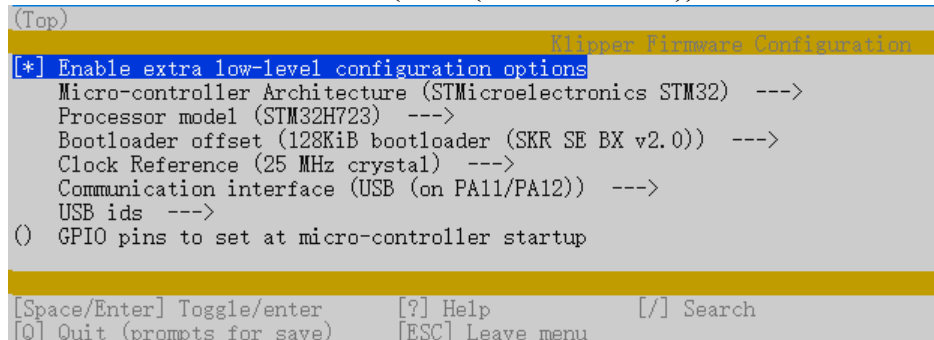 (Top)
Klipper Firmware Configuration
[*] Enable extra low-level configuration options
Micro-controller Architecture (STMicroelectronics STM32) --->
Processor model (STM32H723) --->
Bootloader offset (128KiB bootloader (SKR SE BX v2.0)) --->
Clock Reference (25 MHz crystal) --->
Communication interface (USB (on PA11/PA12)) --->
USB ids --->
() GPIO pins to set at micro-controller startup
[Space/Enter] Toggle/enter [?] Help [/] Search
[Q] Quit (prompts for save) [ESC] Leave menu